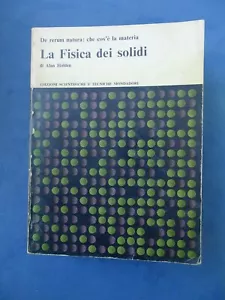 De rerum natura: che cos'è la materia
La Fisica dei solidi
di Alan Holden
EDIZIONI SCIENTIFICHE E TECNICHE MONDADORI